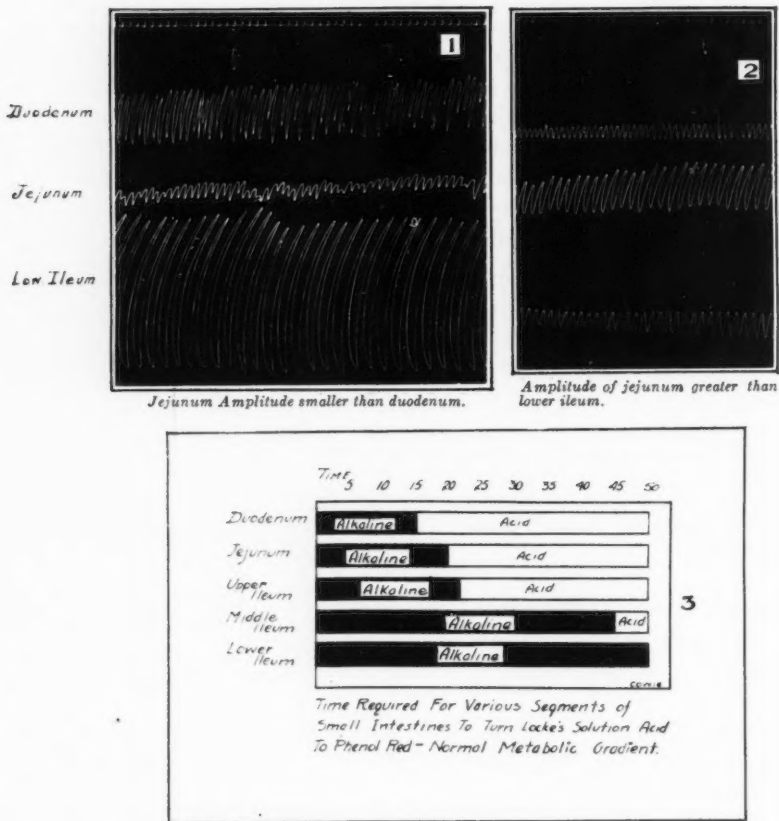 1
2
Duodenum
Jejunum
Low Ileum
Jejunum Amplitude smaller than duodenum.
Amplitude of jejunum greater than
lower ileum.
TIME
5 10 15 20 25 30 35 40 45 50
Duodenum Alkaline Acid
Jejunum Alkaline Acid
Upper Alkaline Acid
Ileum
Middle Alkaline Acid
Ileum
3
Lower Alkaline
Ileum
Time Required For Various Segments of
Small Intestines To Turn Locke's Solution Acid
To Phenol Red - Normal Metabolic Gradient.